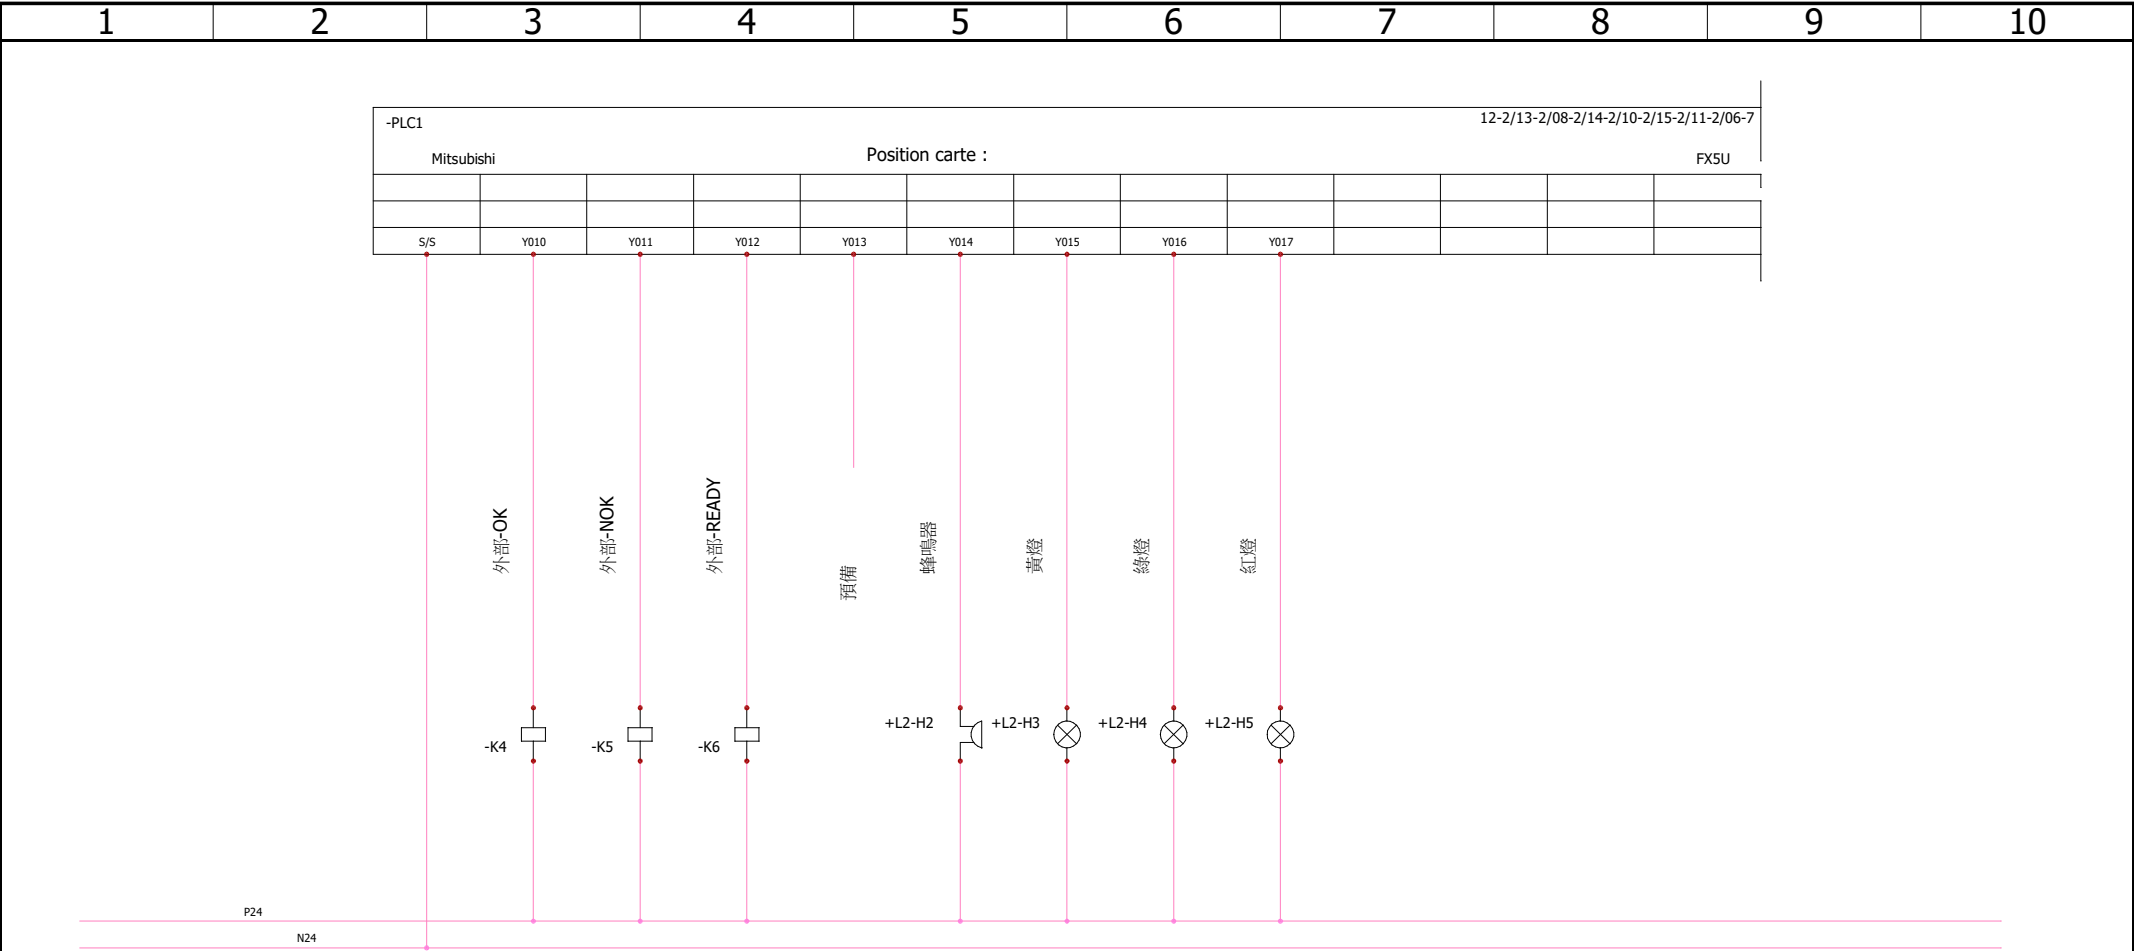 1 2 3 4 5 6 7 8 9 10
-PLC1 12-2/13-2/08-2/14-2/10-2/15-2/11-2/06-7
Mitsubishi Position carte : FX5U
S/S Y010 Y011 Y012 Y013 Y014 Y015 Y016 Y017
外部-OK
外部-NOK
外部-READY
預備
蜂鳴器
黃燈
綠燈
紅燈
-K4
-K5
-K6
+L2-H2
+L2-H3
+L2-H4
+L2-H5
P24
N24